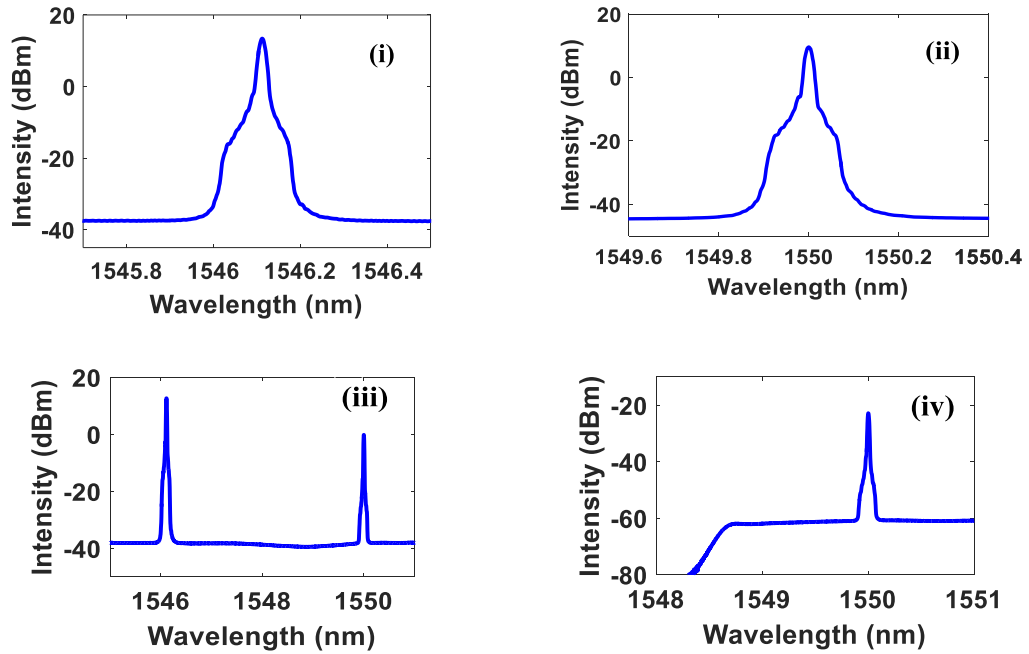 20
0
-20
-40
Intensity (dBm)
(i)
1545.8 1546 1546.2 1546.4
Wavelength (nm)
20
0
-20
-40
Intensity (dBm)
(ii)
1549.6 1549.8 1550 1550.2 1550.4
Wavelength (nm)
20
0
-20
-40
Intensity (dBm)
(iii)
1546 1548 1550
Wavelength (nm)
-20
-40
-60
-80
Intensity (dBm)
(iv)
1548 1549 1550 1551
Wavelength (nm)